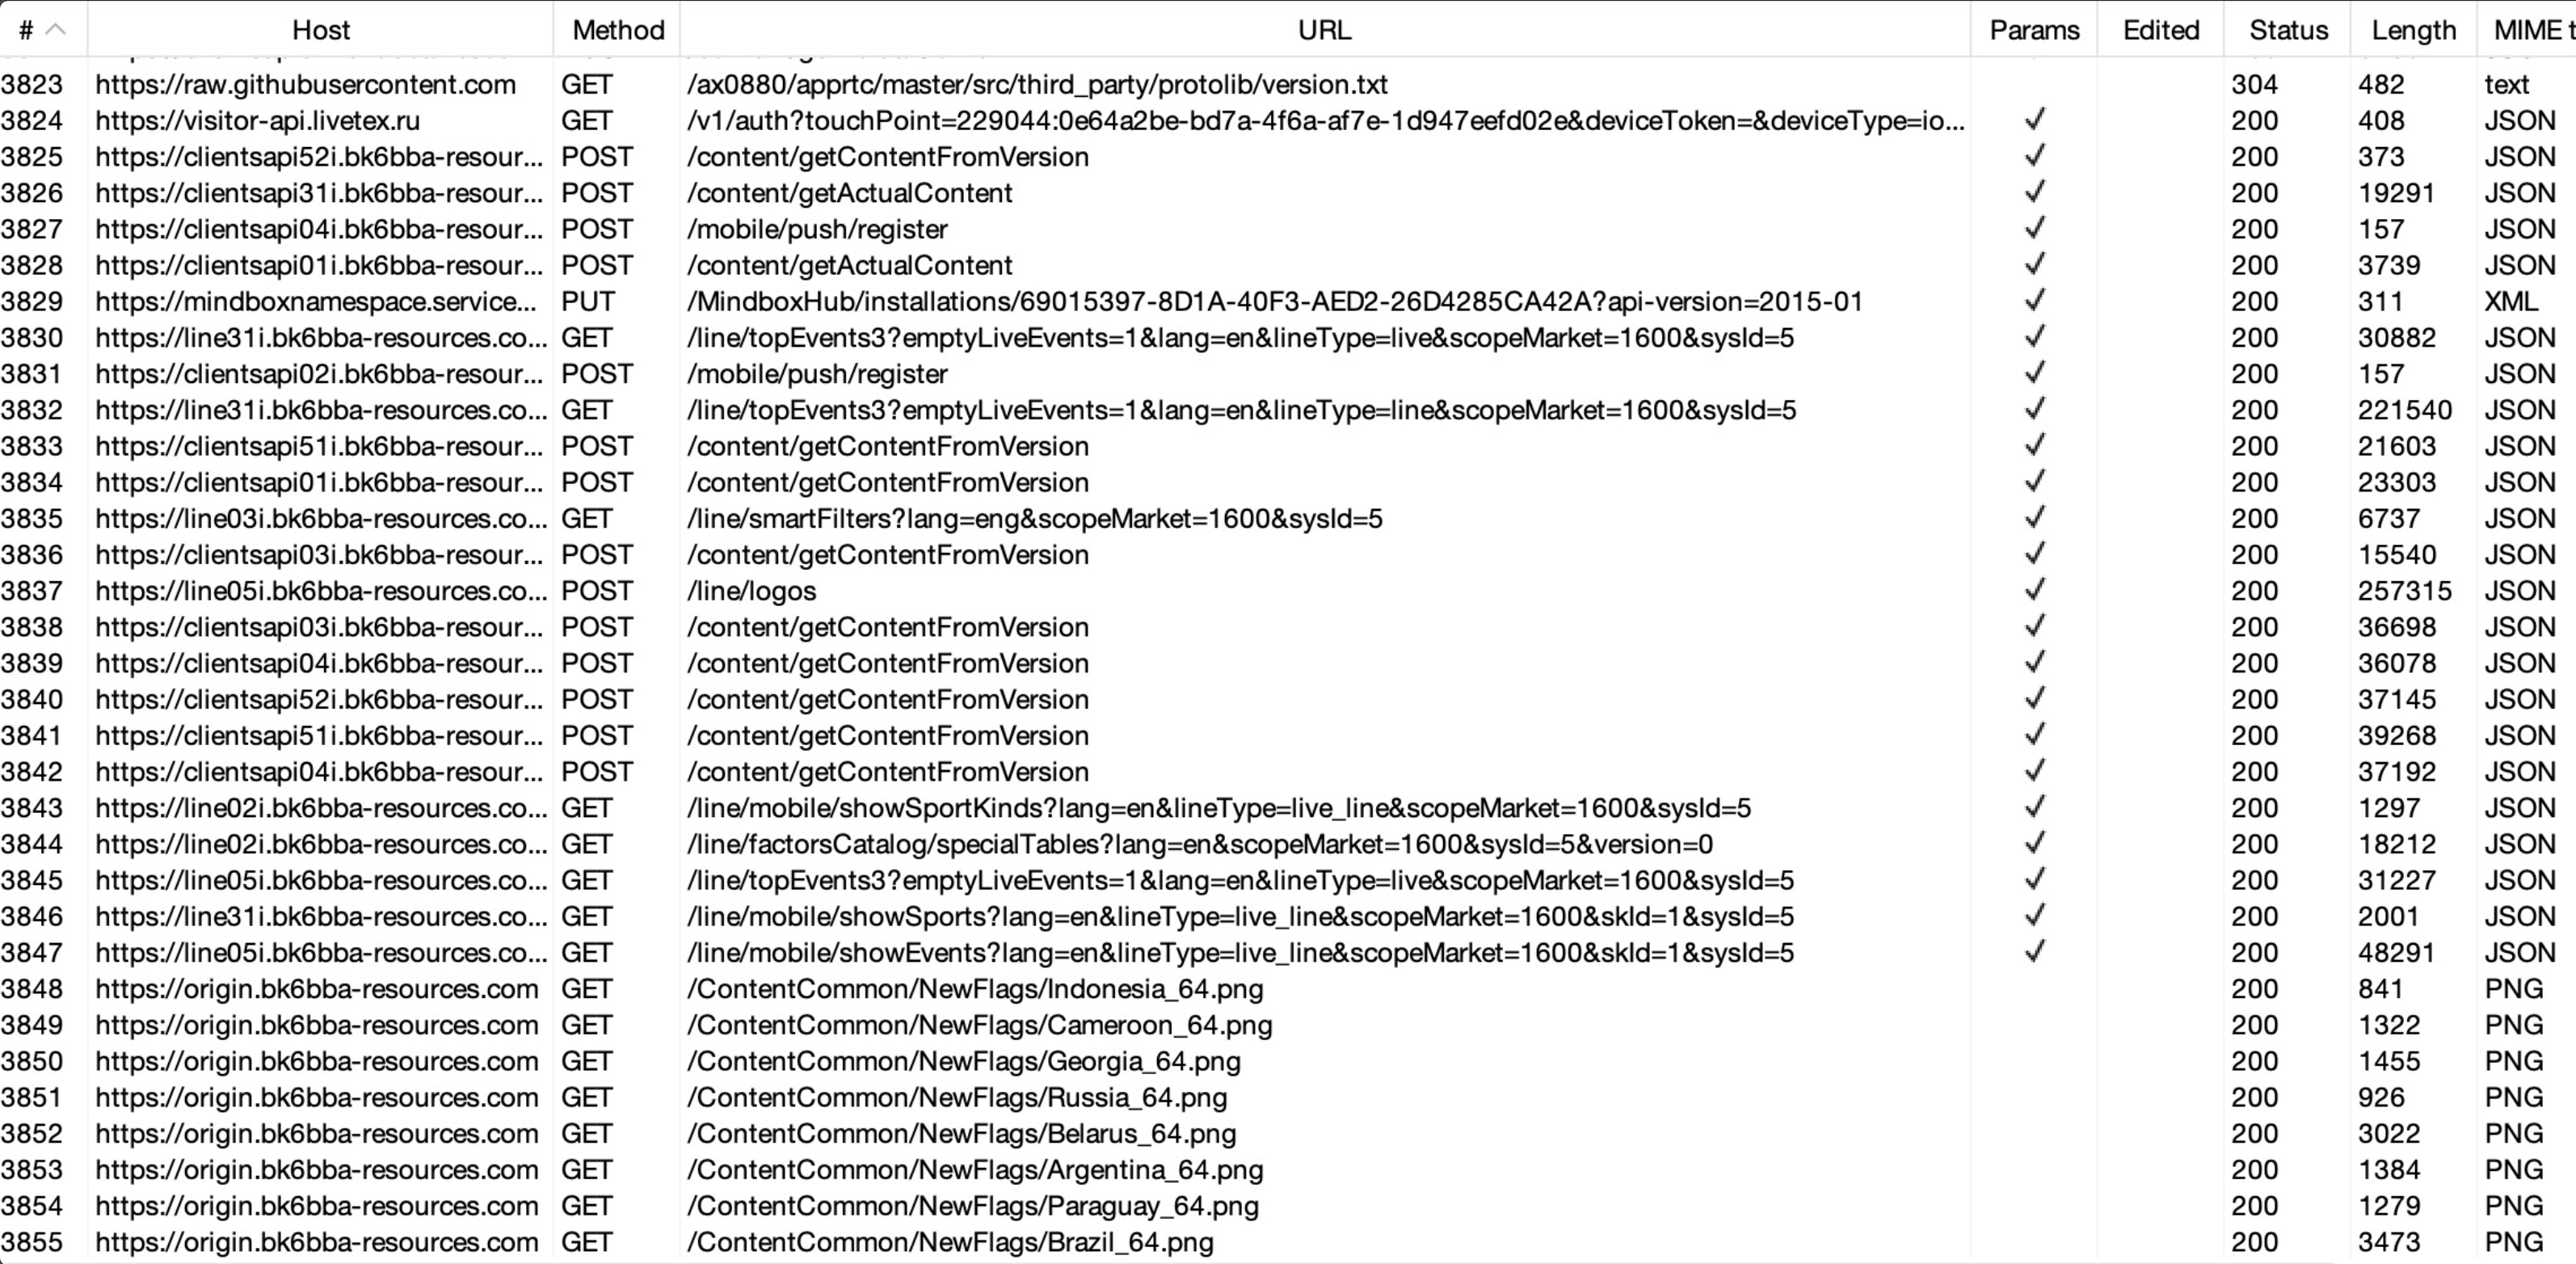 # Host Method URL Params Edited Status Length MIME t
3823 https://raw.githubusercontent.com GET /ax0880/apprtc/master/src/third_party/protolib/version.txt 304 482 text
3824 https://visitor-api.livetex.ru GET /v1/auth?touchPoint=229044:0e64a2be-bd7a-4f6a-af7e-1d947eefd02e&deviceToken=&deviceType=io... ✓ 200 408 JSON
3825 https://clientsapi52i.bk6bba-resour... POST /content/getContentFromVersion ✓ 200 373 JSON
3826 https://clientsapi31i.bk6bba-resour... POST /content/getActualContent ✓ 200 19291 JSON
3827 https://clientsapi04i.bk6bba-resour... POST /mobile/push/register ✓ 200 157 JSON
3828 https://clientsapi01i.bk6bba-resour... POST /content/getActualContent ✓ 200 3739 JSON
3829 https://mindboxnamespace.service... PUT /MindboxHub/installations/69015397-8D1A-40F3-AED2-26D4285CA42A?api-version=2015-01 ✓ 200 311 XML
3830 https://line31i.bk6bba-resources.co... GET /line/topEvents3?emptyLiveEvents=1&lang=en&lineType=live&scopeMarket=1600&sysId=5 ✓ 200 30882 JSON
3831 https://clientsapi02i.bk6bba-resour... POST /mobile/push/register ✓ 200 157 JSON
3832 https://line31i.bk6bba-resources.co... GET /line/topEvents3?emptyLiveEvents=1&lang=en&lineType=line&scopeMarket=1600&sysId=5 ✓ 200 221540 JSON
3833 https://clientsapi51i.bk6bba-resour... POST /content/getContentFromVersion ✓ 200 21603 JSON
3834 https://clientsapi01i.bk6bba-resour... POST /content/getContentFromVersion ✓ 200 23303 JSON
3835 https://line03i.bk6bba-resources.co... GET /line/smartFilters?lang=eng&scopeMarket=1600&sysId=5 ✓ 200 6737 JSON
3836 https://clientsapi03i.bk6bba-resour... POST /content/getContentFromVersion ✓ 200 15540 JSON
3837 https://line05i.bk6bba-resources.co... POST /line/logos ✓ 200 257315 JSON
3838 https://clientsapi03i.bk6bba-resour... POST /content/getContentFromVersion ✓ 200 36698 JSON
3839 https://clientsapi04i.bk6bba-resour... POST /content/getContentFromVersion ✓ 200 36078 JSON
3840 https://clientsapi52i.bk6bba-resour... POST /content/getContentFromVersion ✓ 200 37145 JSON
3841 https://clientsapi51i.bk6bba-resour... POST /content/getContentFromVersion ✓ 200 39268 JSON
3842 https://clientsapi04i.bk6bba-resour... POST /content/getContentFromVersion ✓ 200 37192 JSON
3843 https://line02i.bk6bba-resources.co... GET /line/mobile/showSportKinds?lang=en&lineType=live_line&scopeMarket=1600&sysId=5 ✓ 200 1297 JSON
3844 https://line02i.bk6bba-resources.co... GET /line/factorsCatalog/specialTables?lang=en&scopeMarket=1600&sysId=5&version=0 ✓ 200 18212 JSON
3845 https://line05i.bk6bba-resources.co... GET /line/topEvents3?emptyLiveEvents=1&lang=en&lineType=live&scopeMarket=1600&sysId=5 ✓ 200 31227 JSON
3846 https://line31i.bk6bba-resources.co... GET /line/mobile/showSports?lang=en&lineType=live_line&scopeMarket=1600&skId=1&sysId=5 ✓ 200 2001 JSON
3847 https://line05i.bk6bba-resources.co... GET /line/mobile/showEvents?lang=en&lineType=live_line&scopeMarket=1600&skId=1&sysId=5 ✓ 200 48291 JSON
3848 https://origin.bk6bba-resources.com GET /ContentCommon/NewFlags/Indonesia_64.png 200 841 PNG
3849 https://origin.bk6bba-resources.com GET /ContentCommon/NewFlags/Cameroon_64.png 200 1322 PNG
3850 https://origin.bk6bba-resources.com GET /ContentCommon/NewFlags/Georgia_64.png 200 1455 PNG
3851 https://origin.bk6bba-resources.com GET /ContentCommon/NewFlags/Russia_64.png 200 926 PNG
3852 https://origin.bk6bba-resources.com GET /ContentCommon/NewFlags/Belarus_64.png 200 3022 PNG
3853 https://origin.bk6bba-resources.com GET /ContentCommon/NewFlags/Argentina_64.png 200 1384 PNG
3854 https://origin.bk6bba-resources.com GET /ContentCommon/NewFlags/Paraguay_64.png 200 1279 PNG
3855 https://origin.bk6bba-resources.com GET /ContentCommon/NewFlags/Brazil_64.png 200 3473 PNG